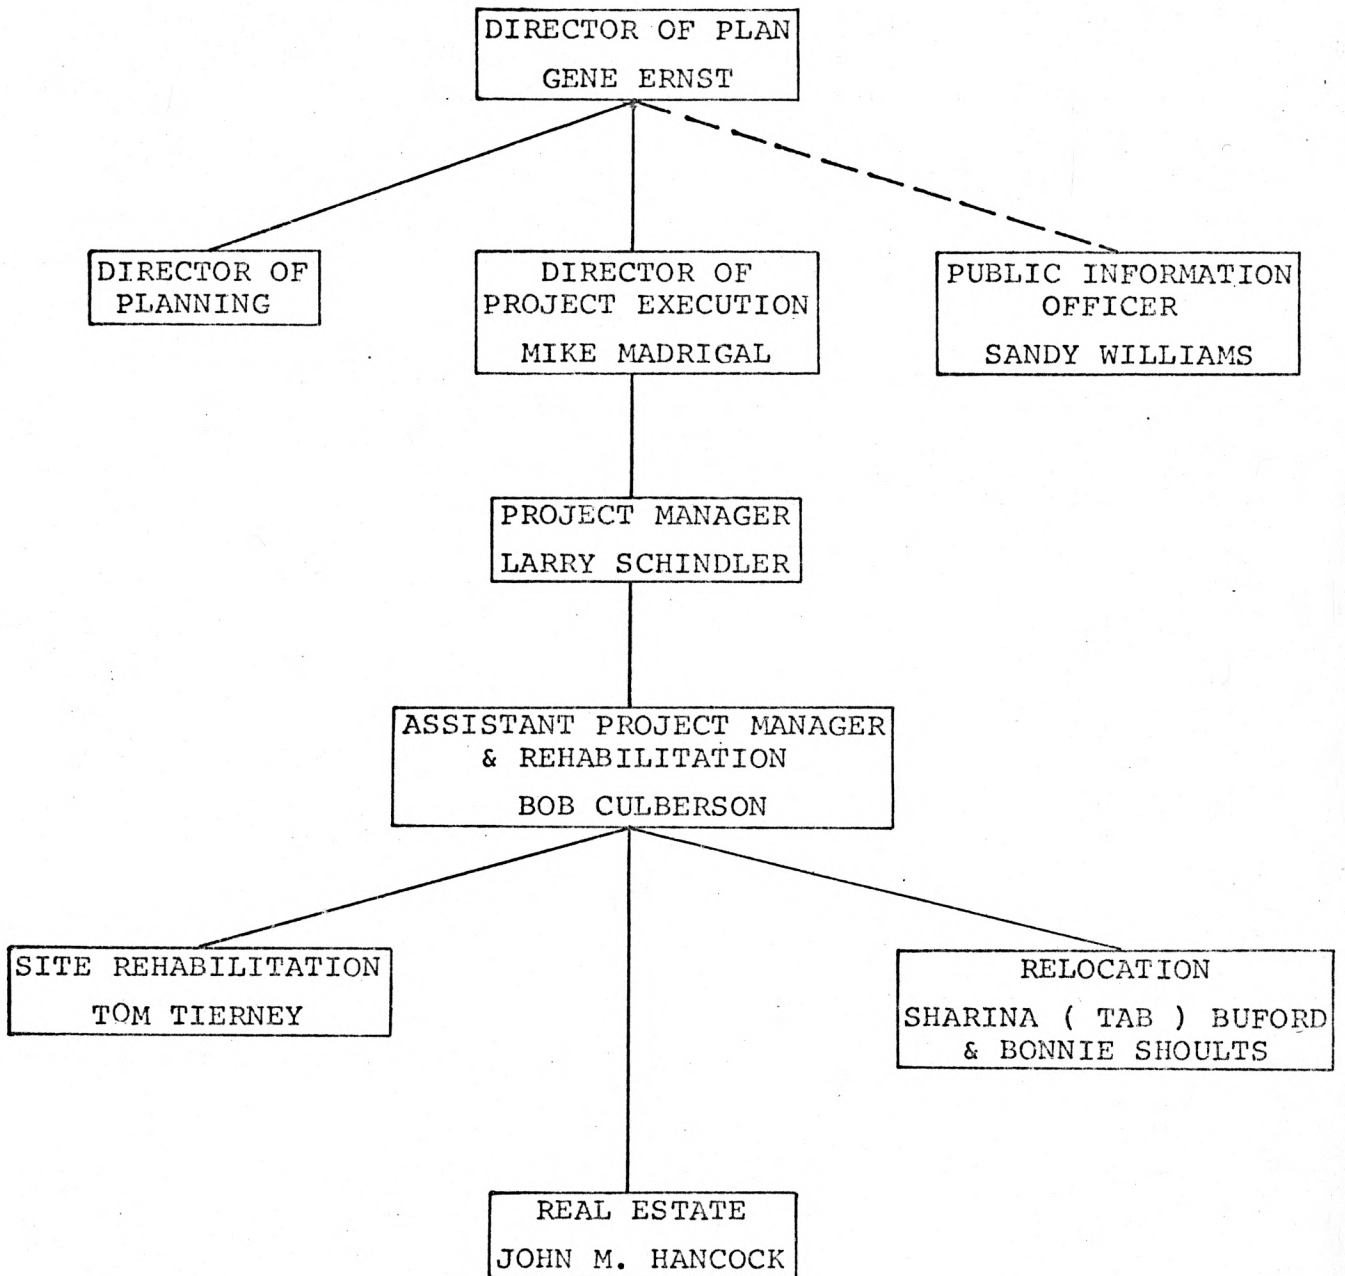 DIRECTOR OF PLAN
GENE ERNST
DIRECTOR OF
PLANNING
DIRECTOR OF
PROJECT EXECUTION
MIKE MADRIGAL
PUBLIC INFORMATION
OFFICER
SANDY WILLIAMS
PROJECT MANAGER
LARRY SCHINDLER
ASSISTANT PROJECT MANAGER
& REHABILITATION
BOB CULBERSON
SITE REHABILITATION
TOM TIERNEY
RELOCATION
SHARINA ( TAB ) BUFORD
& BONNIE SHOULTS
REAL ESTATE
JOHN M. HANCOCK